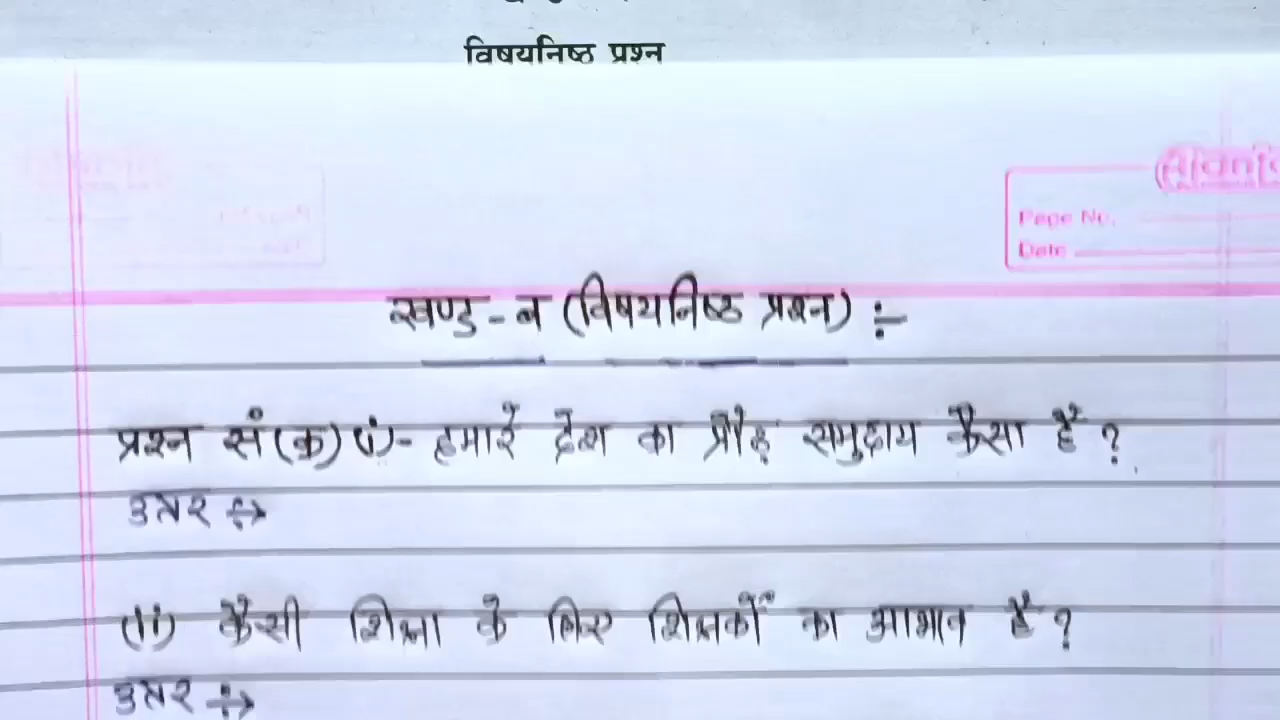 विषयनिष्ठ प्रश्न
Page No.
Date
खण्ड - ब (विषयनिष्ठ प्रश्न) :-
प्रश्न सं(क) (i)- हमारे देश का प्रौढ़ समुदाय कैसा है ?
उत्तर →
(ii) कैसी शिक्षा के लिए शिक्षकों का आभाव है ?
उत्तर →